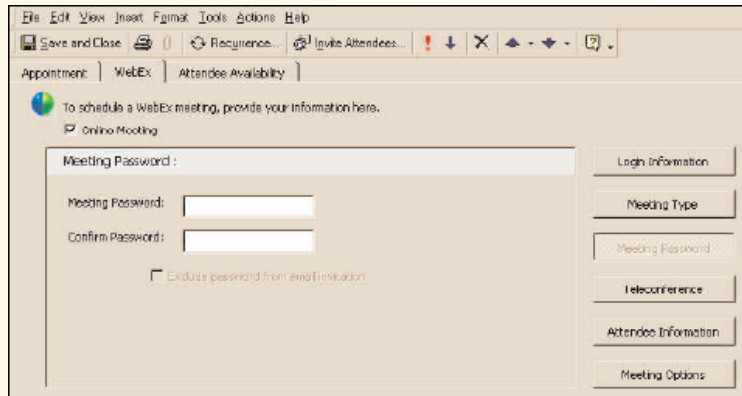 File Edit View Insert Format Tools Actions Help
Save and Close Recurrence... Invite Attendees...
Appointment WebEx Attendee Availability
To schedule a WebEx meeting, provide your information here.
Online Meeting
Meeting Password :
Login Information
Meeting Password:
Meeting Type
Confirm Password:
Meeting Password
Exclude password from email invitation
Teleconference
Attendee Information
Meeting Options